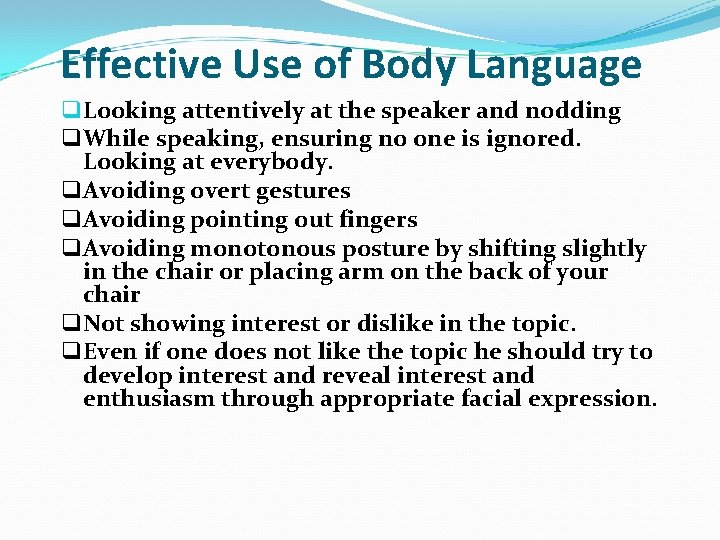 Effective Use of Body Language
❑Looking attentively at the speaker and nodding
❑While speaking, ensuring no one is ignored.
Looking at everybody.
❑Avoiding overt gestures
❑Avoiding pointing out fingers
❑Avoiding monotonous posture by shifting slightly
in the chair or placing arm on the back of your
chair
❑Not showing interest or dislike in the topic.
❑Even if one does not like the topic he should try to
develop interest and reveal interest and
enthusiasm through appropriate facial expression.